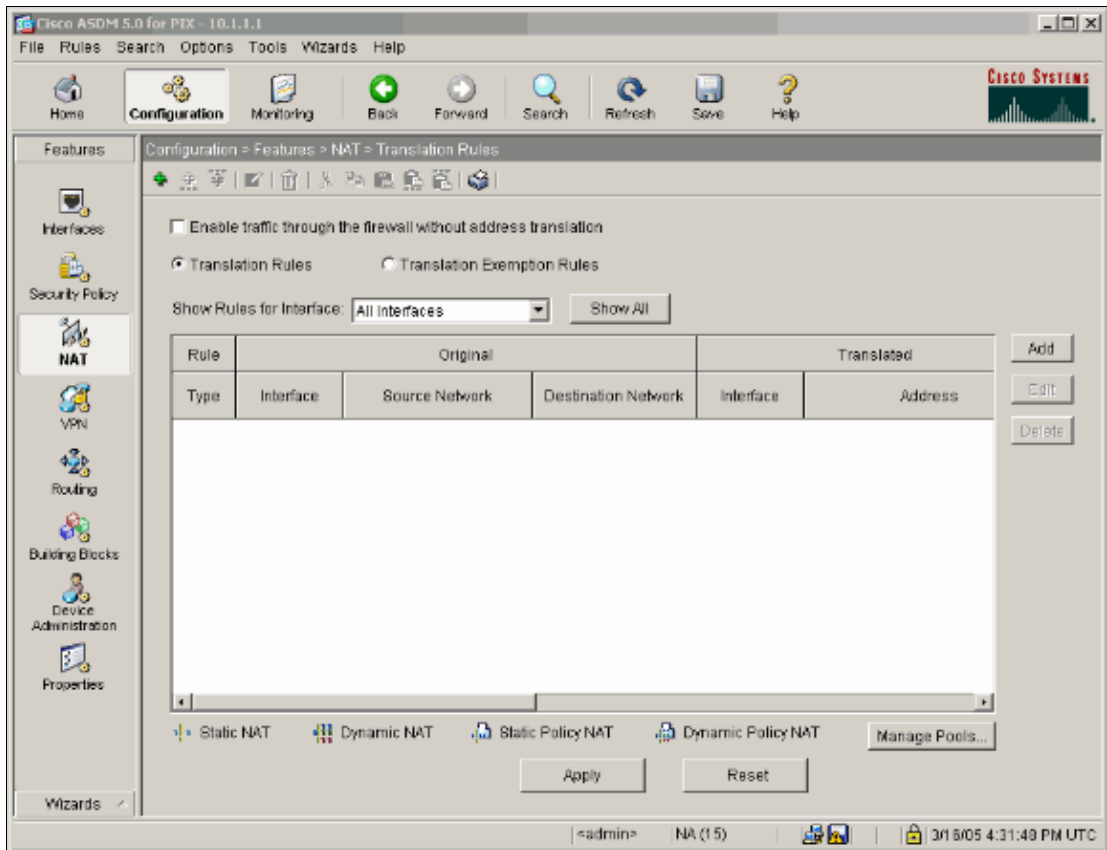 Cisco ASDM 5.0 for PIX - 10.1.1.1
File Rules Search Options Tools Wizards Help
Home Configuration Monitoring Back Forward Search Refresh Save Help
CISCO SYSTEMS
Features
Configuration > Features > NAT > Translation Rules
Interfaces
Security Policy
NAT
VPN
Routing
Building Blocks
Device Administration
Properties
Wizards
Enable traffic through the firewall without address translation
Translation Rules Translation Exemption Rules
Show Rules for Interface: All Interfaces Show All
Rule Original Translated
Type Interface Source Network Destination Network Interface Address
Add
Edit
Delete
Static NAT Dynamic NAT Static Policy NAT Dynamic Policy NAT Manage Pools...
Apply Reset
<admin> NA (15) 3/16/05 4:31:48 PM UTC